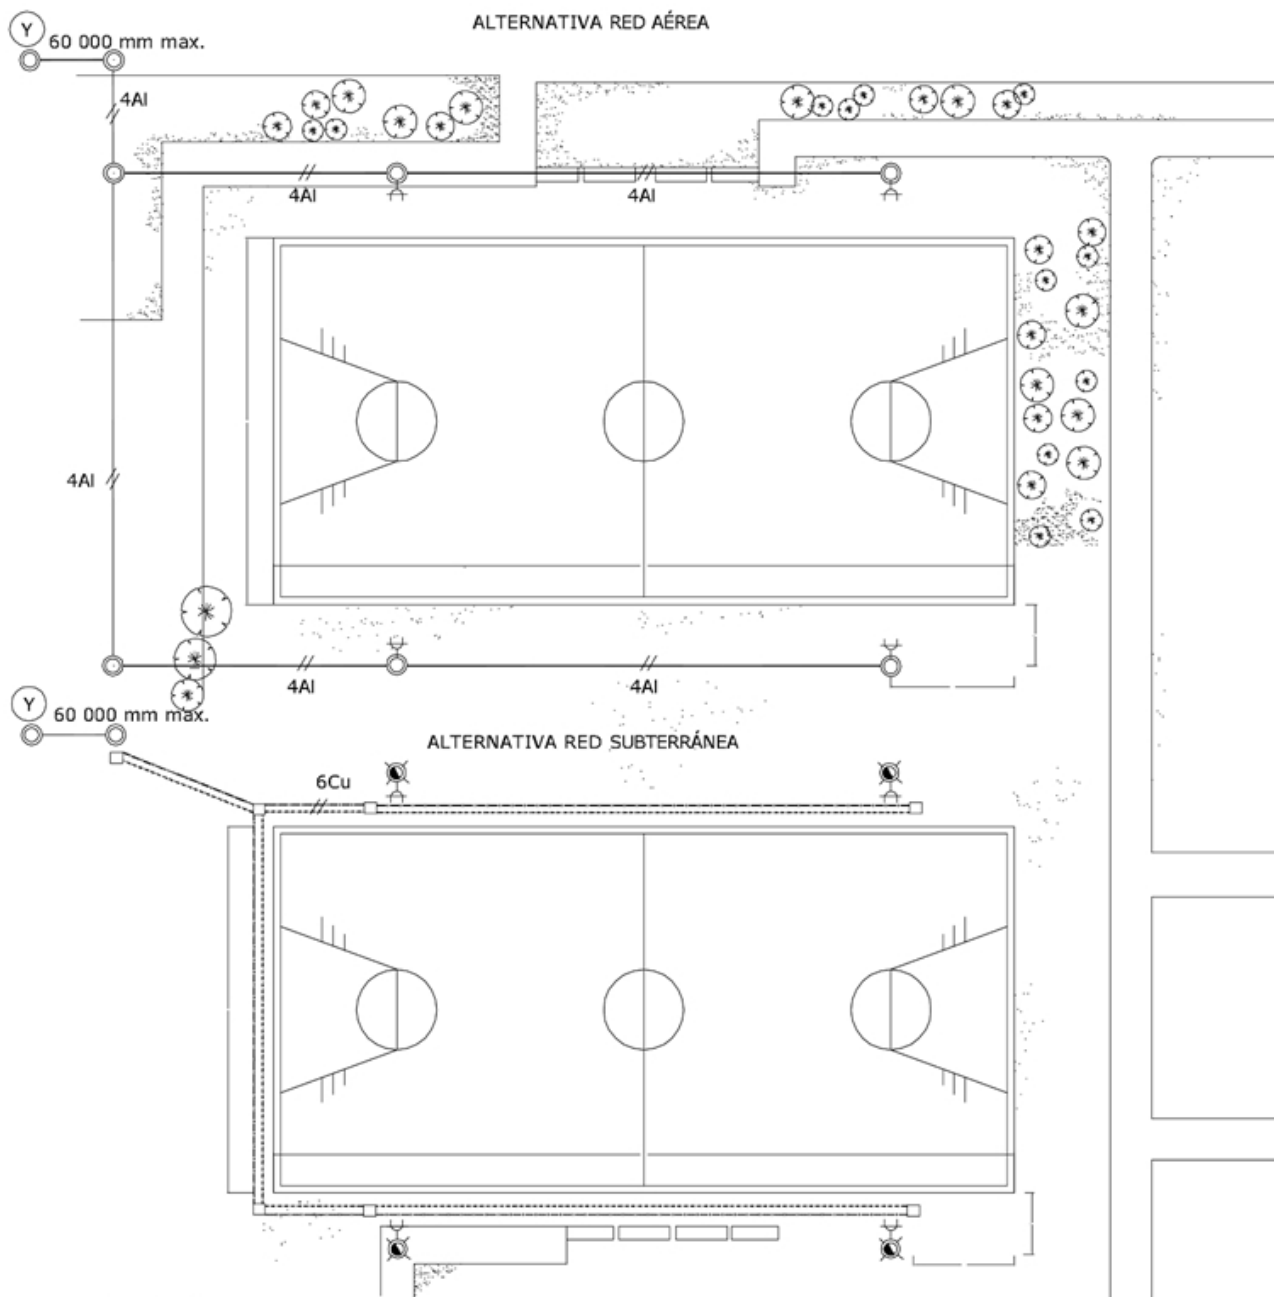 ALTERNATIVA RED AÉREA
Y
60 000 mm max.
4Al
4Al
4Al
4Al
4Al
4Al
Y
60 000 mm max.
ALTERNATIVA RED SUBTERRÁNEA
6Cu